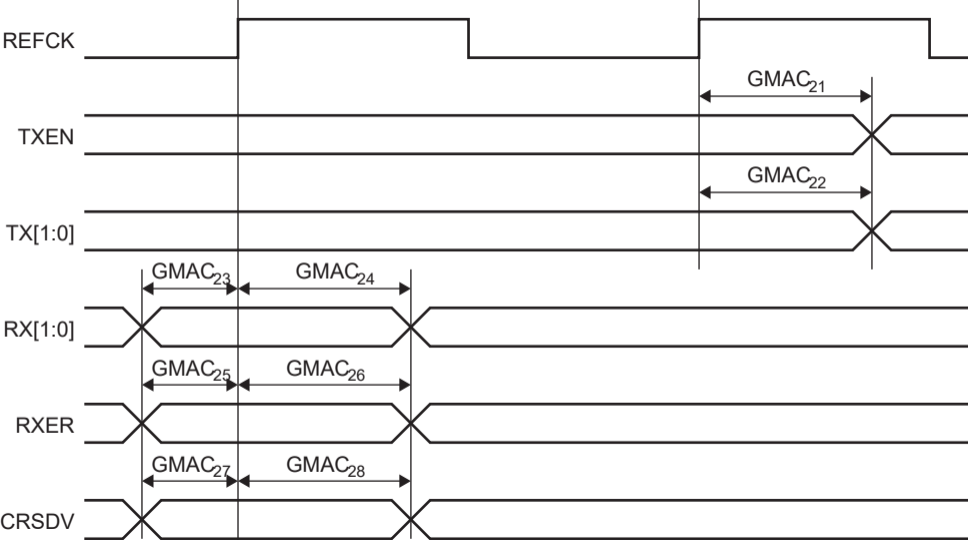 REFCK
GMAC21
TXEN
GMAC22
TX[1:0]
GMAC23 GMAC24
RX[1:0]
GMAC25 GMAC26
RXER
GMAC27 GMAC28
CRSDV